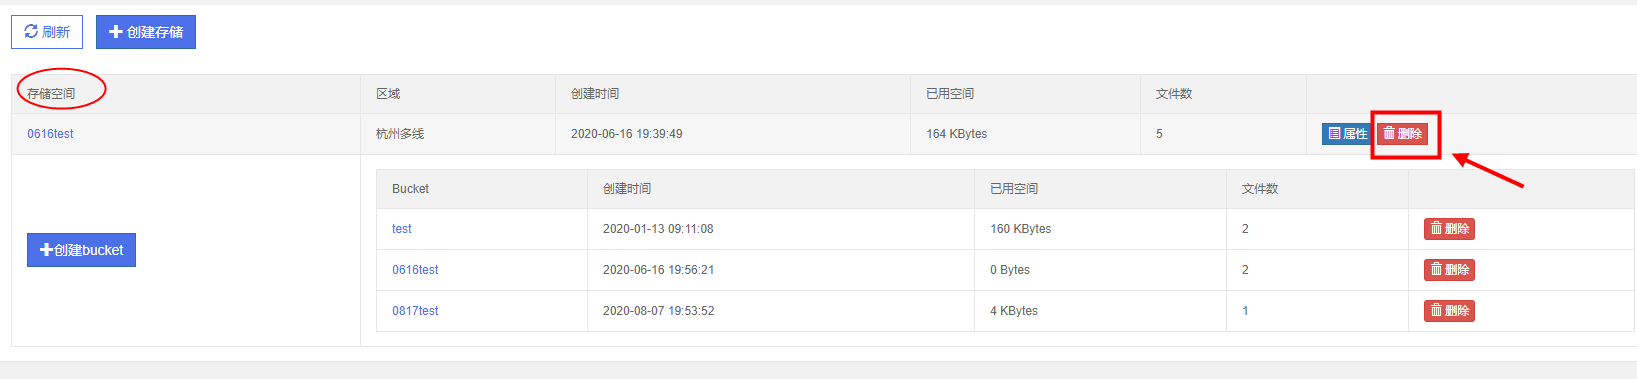 刷新 创建存储
存储空间 区域 创建时间 已用空间 文件数
0616test 杭州多线 2020-06-16 19:39:49 164 KBytes 5 属性 删除
Bucket 创建时间 已用空间 文件数
test 2020-01-13 09:11:08 160 KBytes 2 删除
创建bucket
0616test 2020-06-16 19:56:21 0 Bytes 2 删除
0817test 2020-08-07 19:53:52 4 KBytes 1 删除